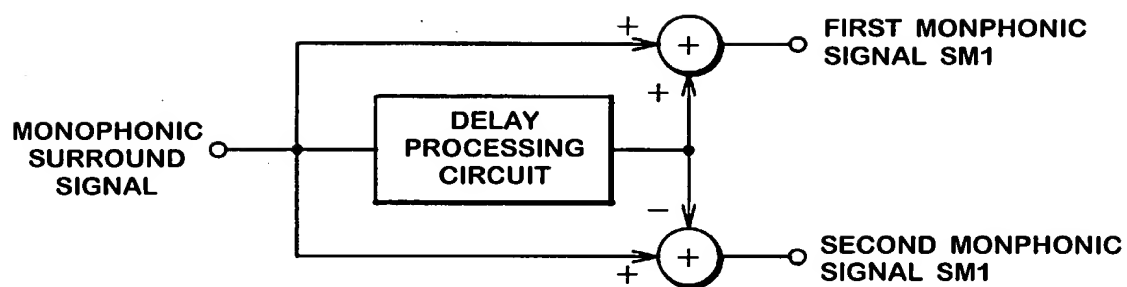 FIRST MONPHONIC
SIGNAL SM1
+
+
+
DELAY
PROCESSING
CIRCUIT
MONOPHONIC
SURROUND
SIGNAL
−
+
+
SECOND MONPHONIC
SIGNAL SM1